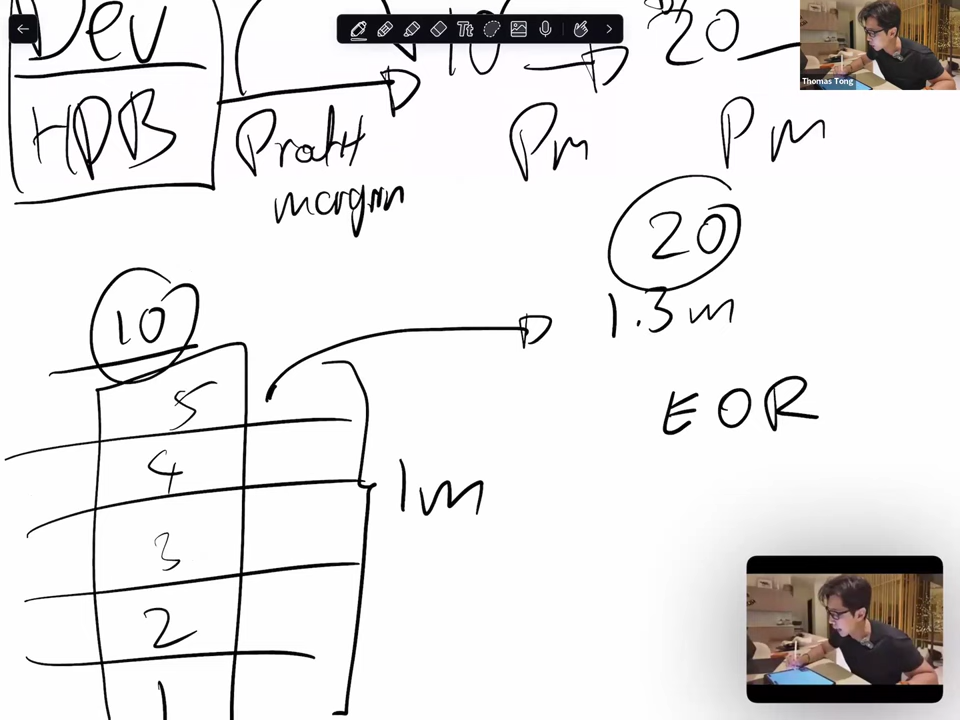 Dev
10
20
Thomas Tong
HDB
Profit
margin
Pm
Pm
20
1.3m
10
5
EOR
4
1m
3
2
1
Tt